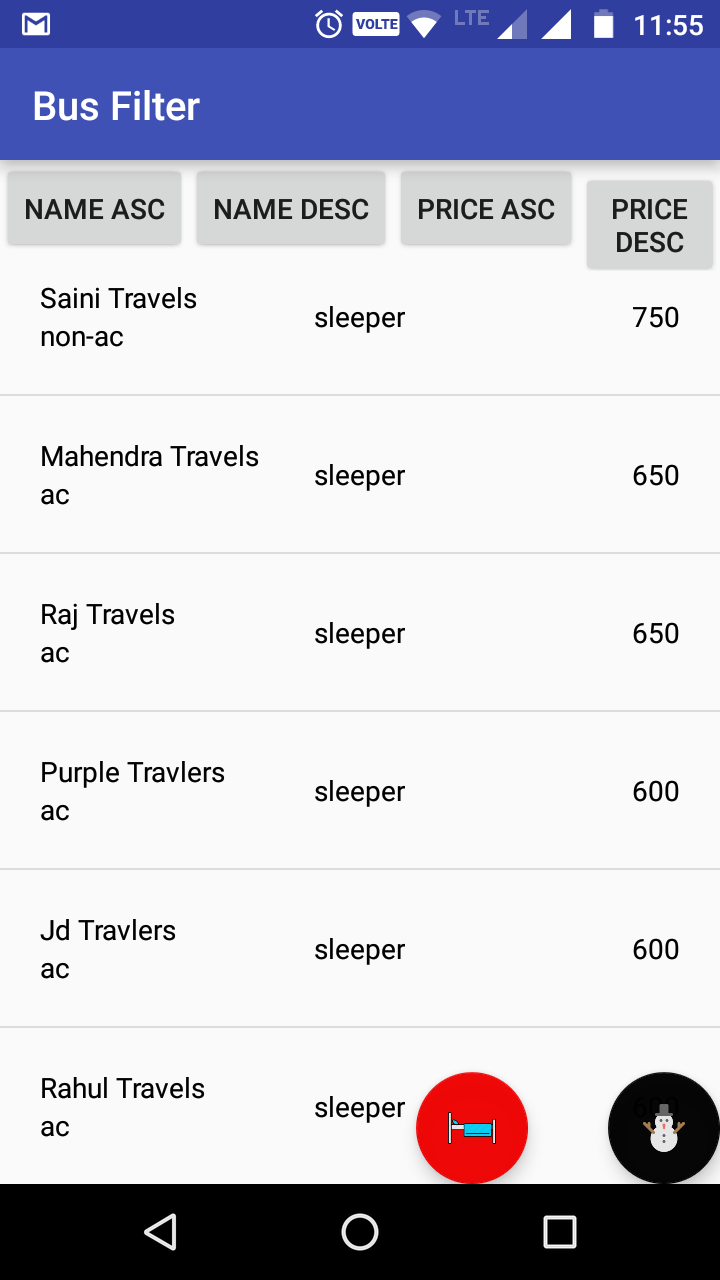 VOLTE LTE 11:55
Bus Filter
NAME ASC NAME DESC PRICE ASC PRICE DESC
Saini Travels
non-ac
sleeper
750
Mahendra Travels
ac
sleeper
650
Raj Travels
ac
sleeper
650
Purple Travlers
ac
sleeper
600
Jd Travlers
ac
sleeper
600
Rahul Travels
ac
sleeper